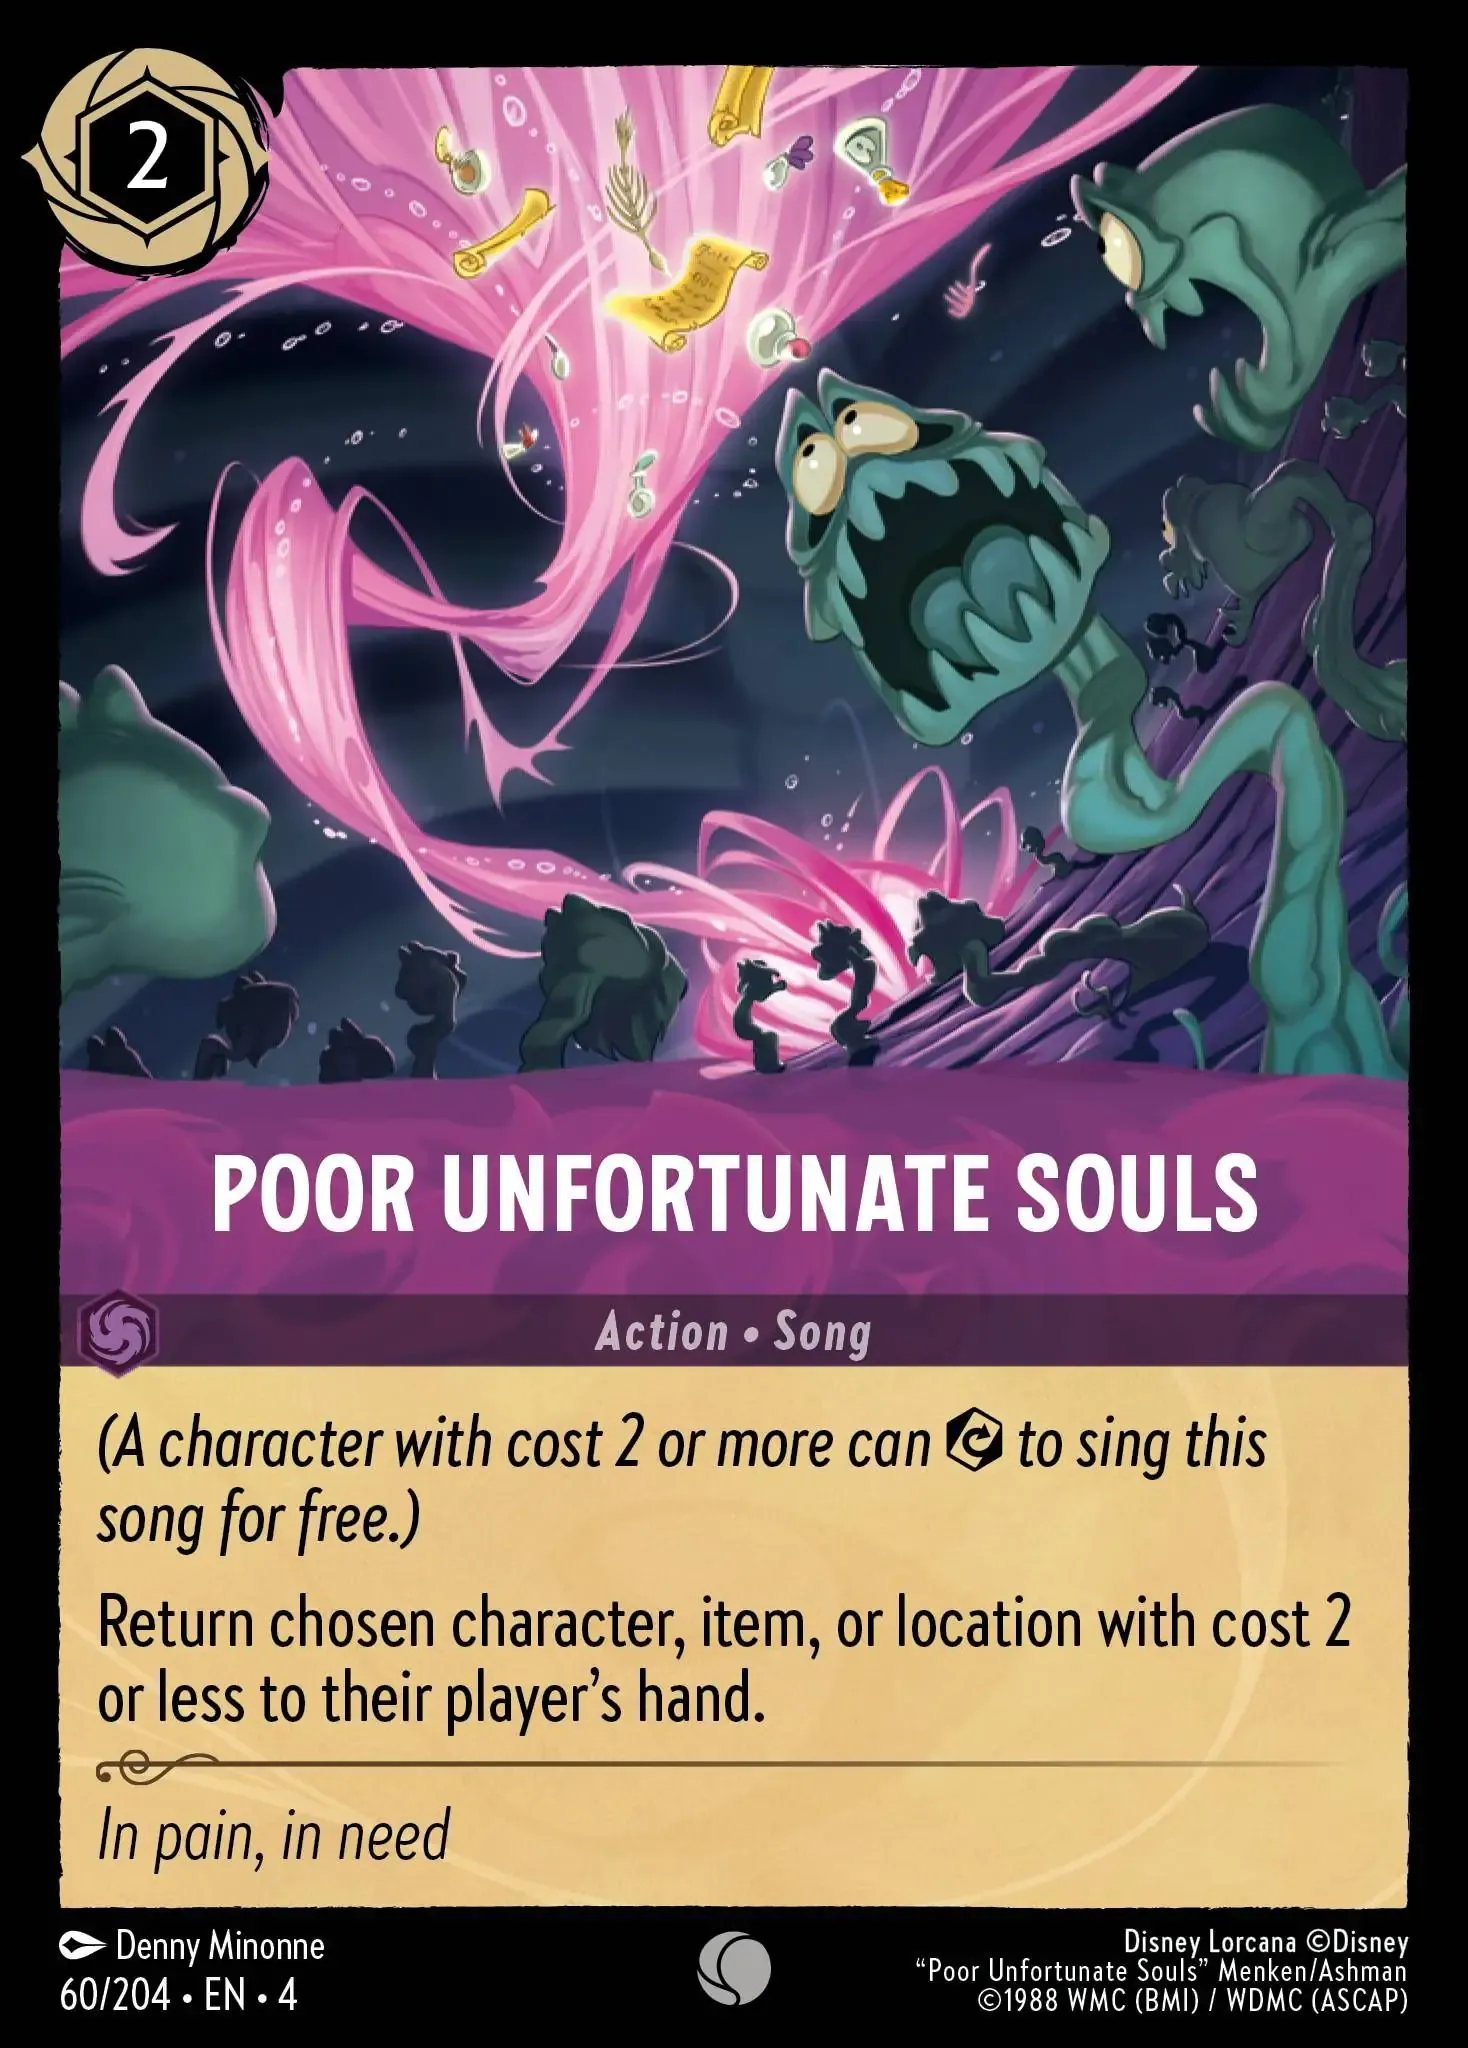 2
POOR UNFORTUNATE SOULS
Action • Song
(A character with cost 2 or more can to sing this
song for free.)
Return chosen character, item, or location with cost 2
or less to their player’s hand.
In pain, in need
Denny Minonne
60/204 • EN • 4
Disney Lorcana ©Disney
“Poor Unfortunate Souls” Menken/Ashman
©1988 WMC (BMI) / WDMC (ASCAP)